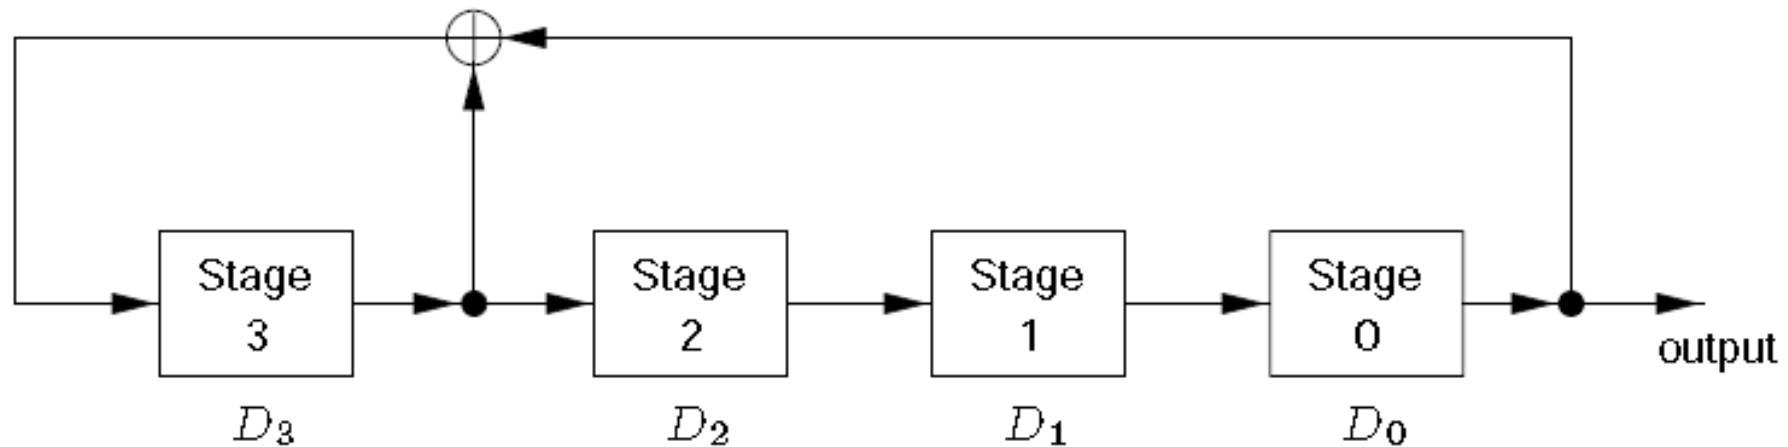 Stage
3
Stage
2
Stage
1
Stage
0
output
D₃
D₂
D₁
D₀